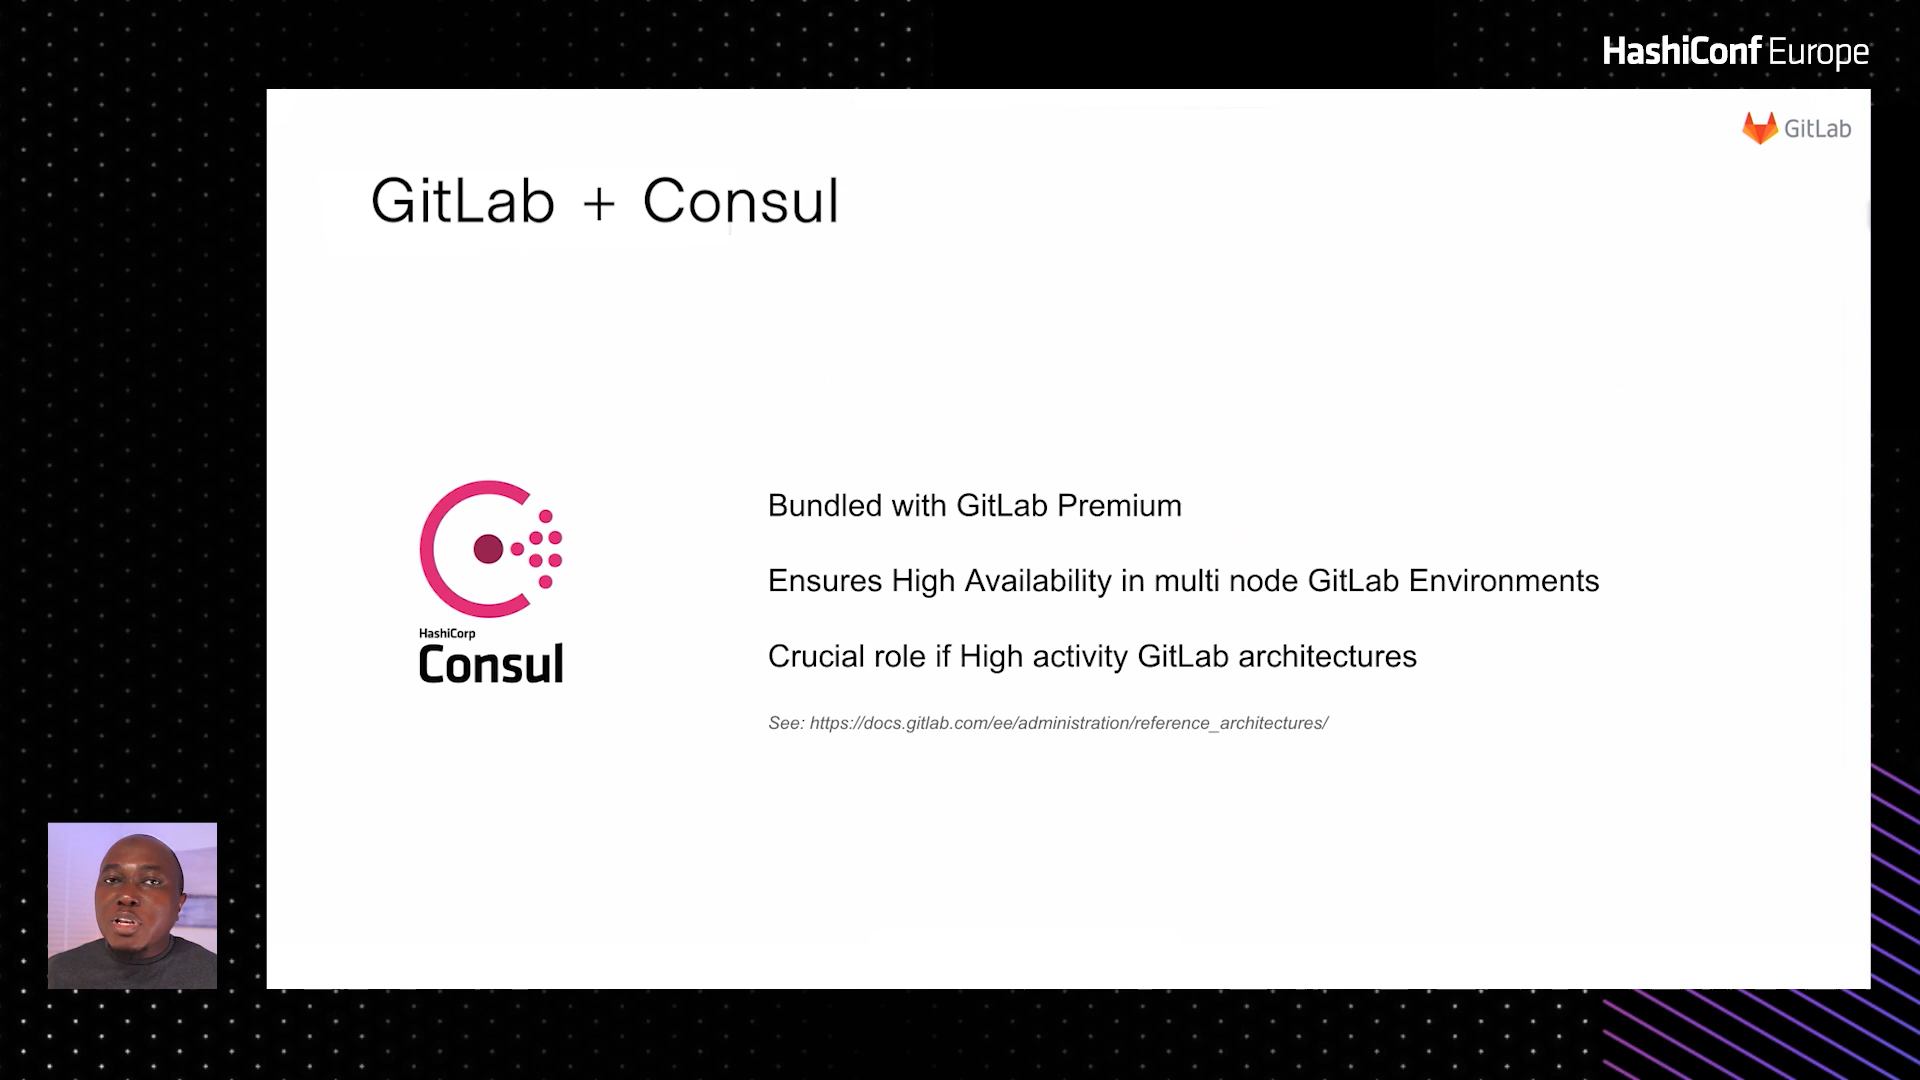 HashiConf Europe
GitLab
GitLab + Consul
HashiCorp
Consul
Bundled with GitLab Premium
Ensures High Availability in multi node GitLab Environments
Crucial role if High activity GitLab architectures
See: https://docs.gitlab.com/ee/administration/reference_architectures/